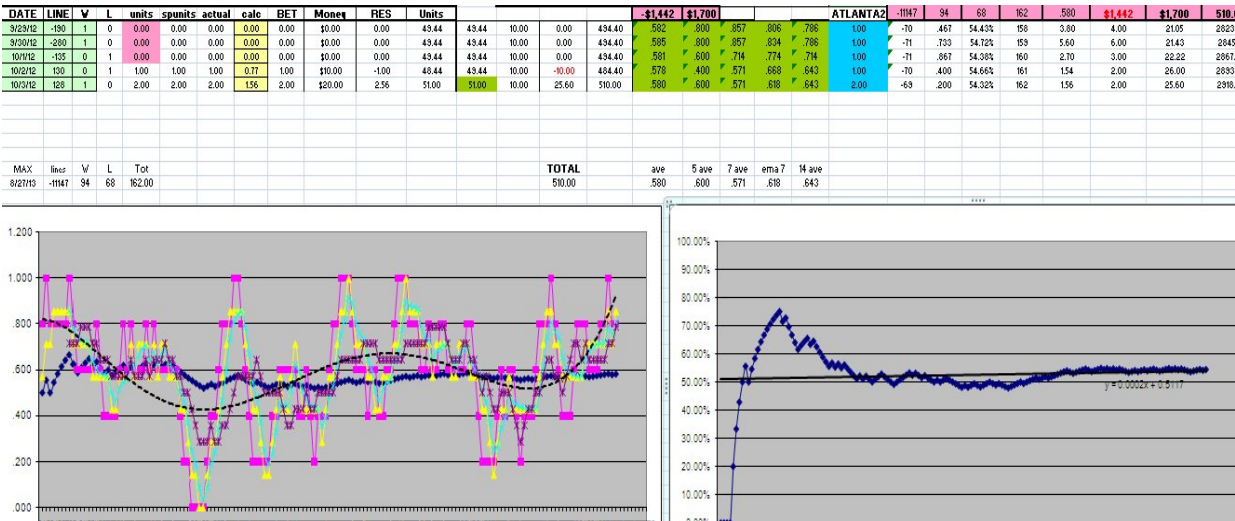 DATE LINE W L units spunits actual calc BET Money RES Units -$1,442 $1,700 ATLANTA2 -11147 94 68 162 .580 $1,442 $1,700
9/29/12 -190 1 0 0.00 0.00 0.00 0.00 0.00 $0.00 0.00 49.44 49.44 10.00 0.00 494.40 .582 .800 .857 .806 .786 1.00 -70 .467 54.43% 158 3.80 4.00 21.05
9/30/12 -280 1 0 0.00 0.00 0.00 0.00 0.00 $0.00 0.00 49.44 49.44 10.00 0.00 494.40 .585 .800 .857 .834 .786 1.00 -71 .733 54.72% 159 5.60 6.00 21.43 2845
10/1/12 -135 0 1 0.00 0.00 0.00 0.00 0.00 $0.00 0.00 49.44 49.44 10.00 0.00 494.40 .581 .600 .714 .774 .714 1.00 -71 .867 54.38% 160 2.70 3.00 22.22
10/2/12 130 0 1 1.00 1.00 1.00 0.77 1.00 $10.00 -1.00 48.44 49.44 10.00 -10.00 484.40 .578 .400 .571 .668 .643 1.00 -70 .400 54.66% 161 1.54 2.00 26.00
10/3/12 128 1 0 2.00 2.00 2.00 1.56 2.00 $20.00 2.56 51.00 51.00 10.00 25.60 510.00 .580 .600 .571 .618 .643 2.00 -69 .200 54.32% 162 1.56 2.00 25.60
MAX lines W L Tot TOTAL ave 5 ave 7 ave ema 7 14 ave
8/27/13 -11147 94 68 162.00 510.00 .580 .600 .571 .618 .643
1.200
1.000
.800
.600
.400
.200
.000
100.00%
90.00%
80.00%
70.00%
60.00%
50.00%
40.00%
30.00%
20.00%
10.00%
0.00%
y = 0.0002x + 0.5117